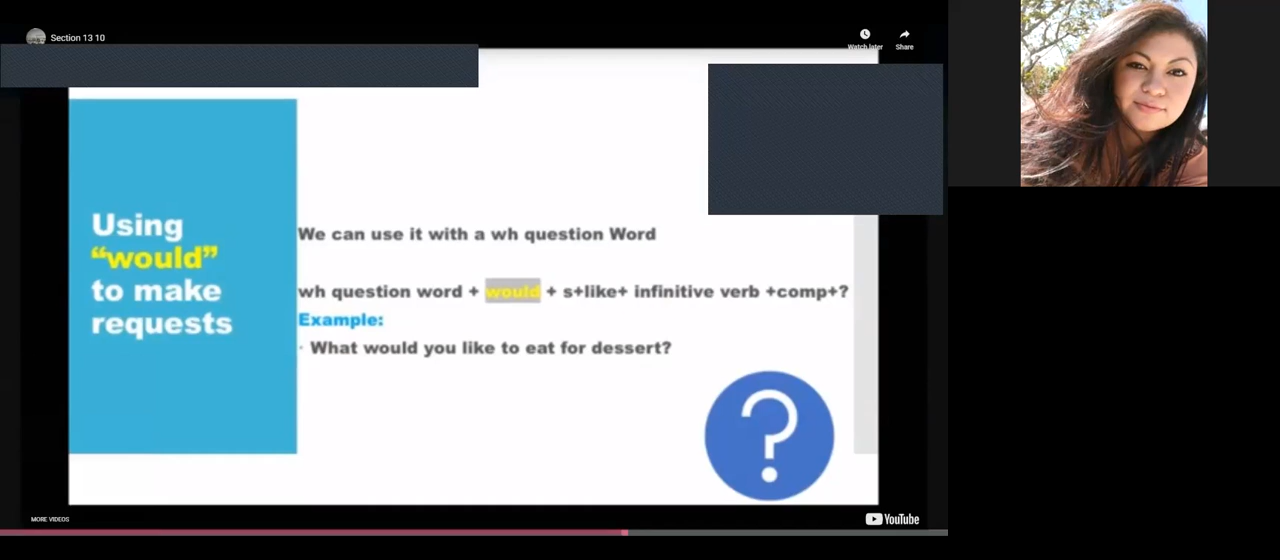 Section 13 10
Watch later
Share
Using
“would”
to make
requests
We can use it with a wh question Word
wh question word + would + s+like+ infinitive verb +comp+?
Example:
· What would you like to eat for dessert?
?
MORE VIDEOS
YouTube